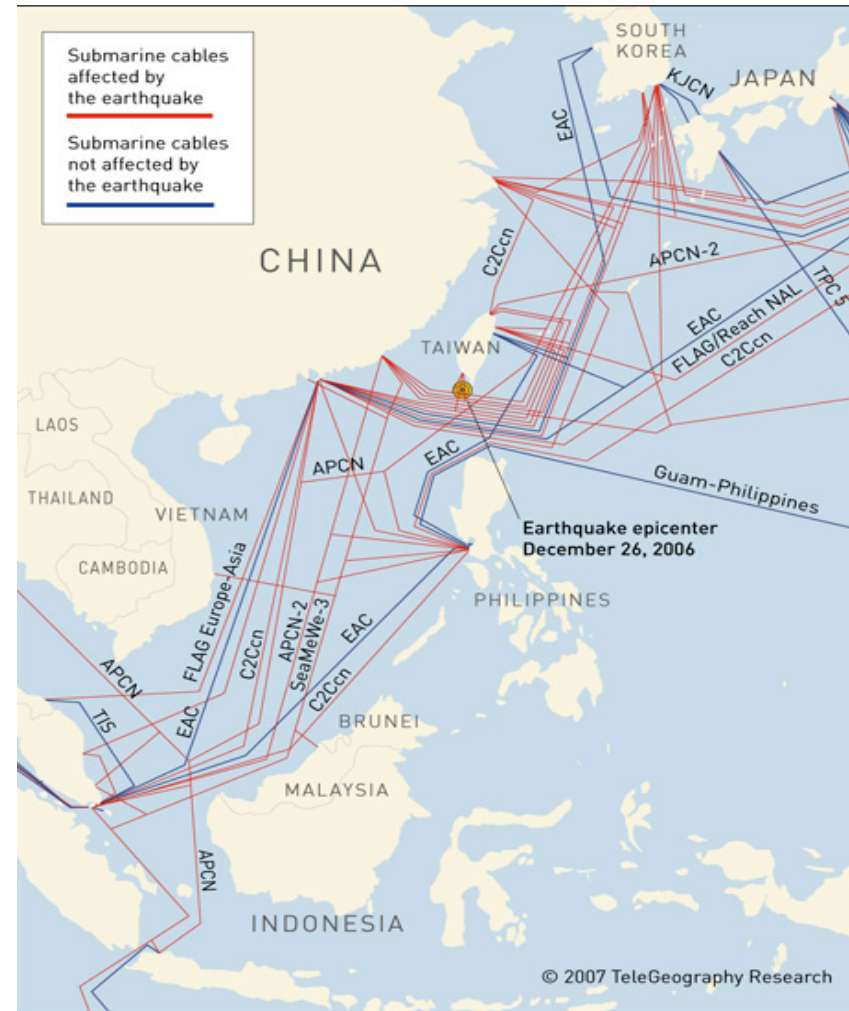 Submarine cables
affected by
the earthquake
Submarine cables
not affected by
the earthquake
SOUTH
KOREA
KJCN
JAPAN
EAC
CHINA
C2Ccn
APCN-2
TPC 5
EAC
FLAG/Reach NAL
C2Ccn
TAIWAN
LAOS
APCN
EAC
Guam-Philippines
THAILAND
VIETNAM
Earthquake epicenter
December 26, 2006
CAMBODIA
PHILIPPINES
FLAG Europe-Asia
C2Ccn
APCN-2
SeaMeWe-3
EAC
C2Ccn
APCN
TIS
EAC
BRUNEI
MALAYSIA
APCN
INDONESIA
© 2007 TeleGeography Research